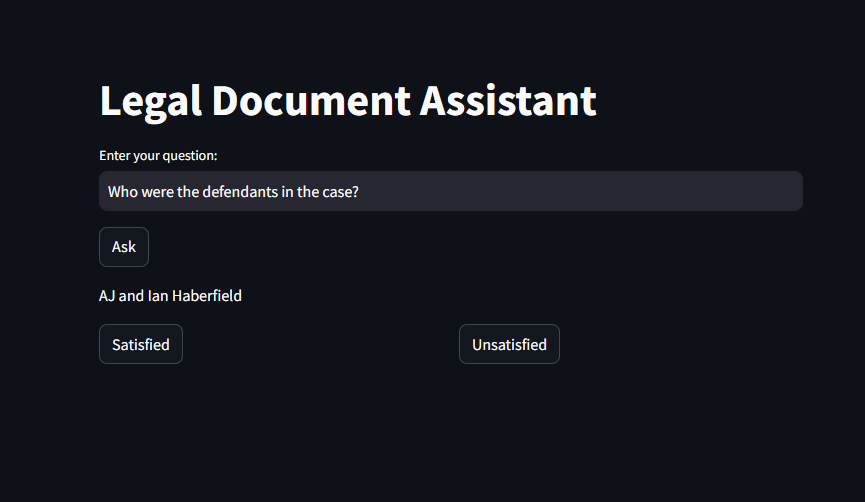 Legal Document Assistant
Enter your question:
Who were the defendants in the case?
Ask
AJ and Ian Haberfield
Satisfied
Unsatisfied